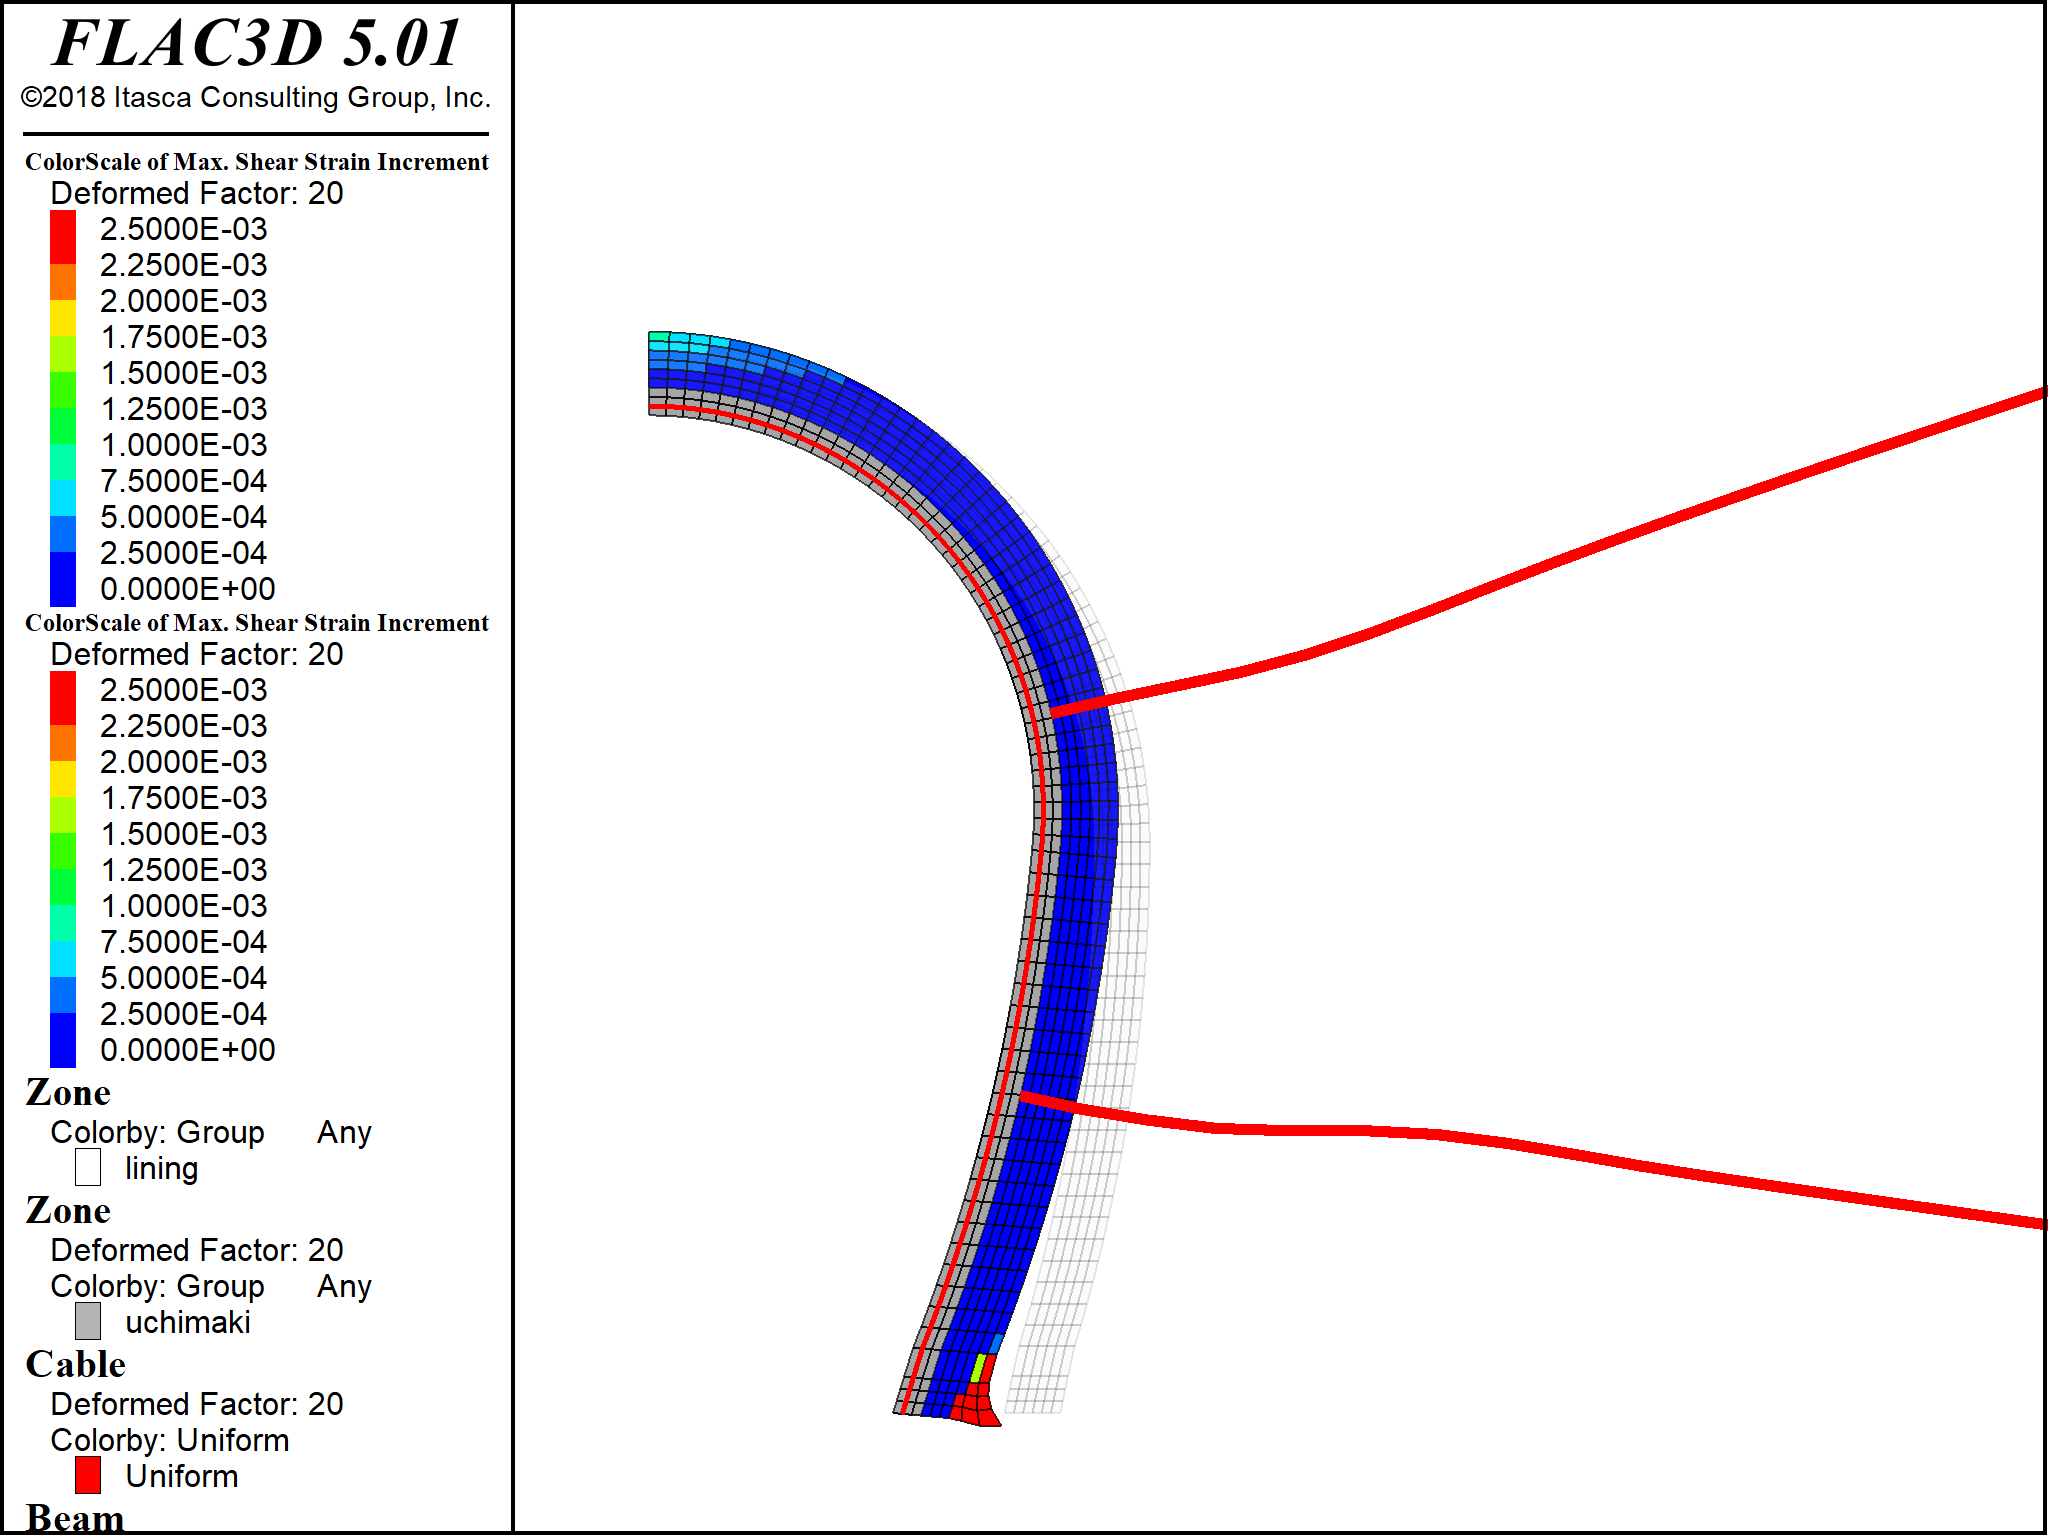 FLAC3D 5.01
©2018 Itasca Consulting Group, Inc.
ColorScale of Max. Shear Strain Increment
Deformed Factor: 20
2.5000E-03
2.2500E-03
2.0000E-03
1.7500E-03
1.5000E-03
1.2500E-03
1.0000E-03
7.5000E-04
5.0000E-04
2.5000E-04
0.0000E+00
ColorScale of Max. Shear Strain Increment
Deformed Factor: 20
2.5000E-03
2.2500E-03
2.0000E-03
1.7500E-03
1.5000E-03
1.2500E-03
1.0000E-03
7.5000E-04
5.0000E-04
2.5000E-04
0.0000E+00
Zone
Colorby: Group Any
lining
Zone
Deformed Factor: 20
Colorby: Group Any
uchimaki
Cable
Deformed Factor: 20
Colorby: Uniform
Uniform
Beam